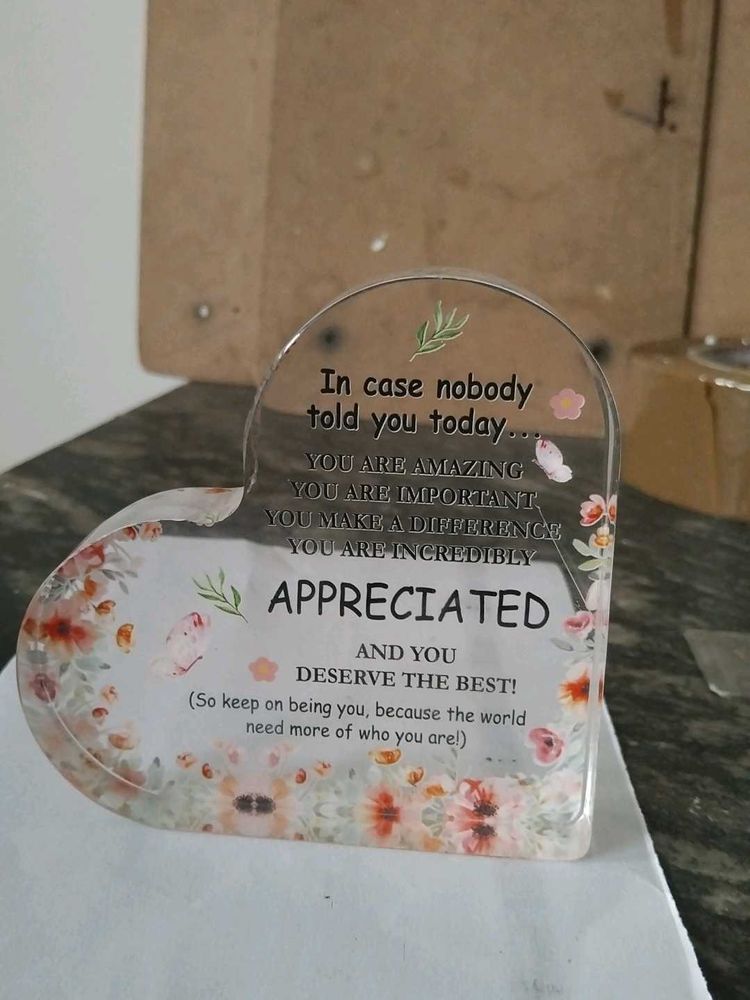 In case nobody
told you today...
YOU ARE AMAZING
YOU ARE IMPORTANT
YOU MAKE A DIFFERENCE
YOU ARE INCREDIBLY
APPRECIATED
AND YOU
DESERVE THE BEST!
(So keep on being you, because the world
need more of who you are!)